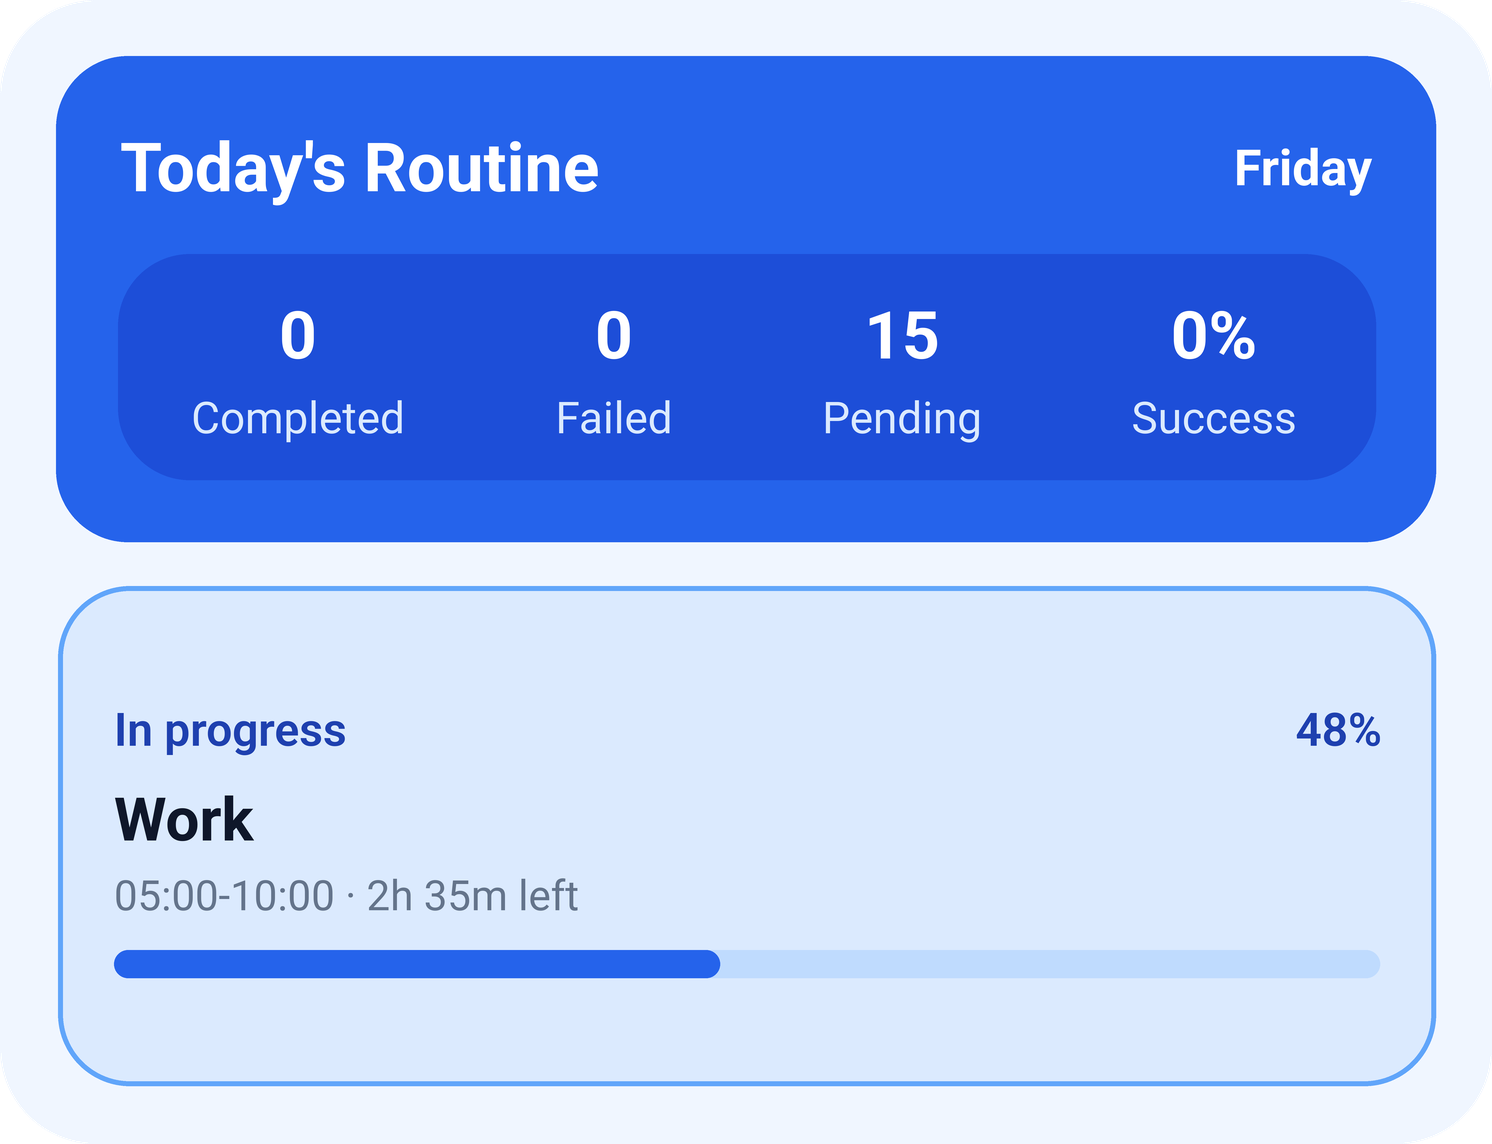 Today's Routine
Friday
0
0
15
0%
Completed
Failed
Pending
Success
In progress
48%
Work
05:00-10:00 · 2h 35m left